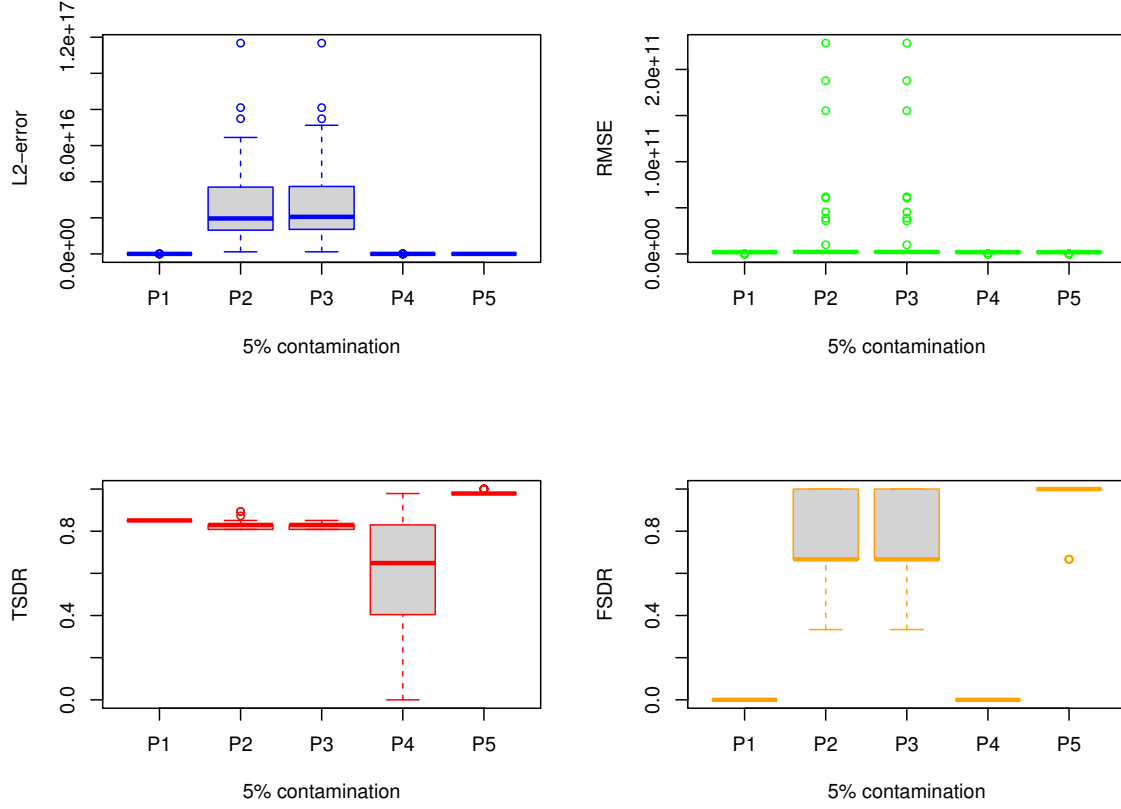 L2−error
1.2e+17
6.0e+16
0.0e+00
P1 P2 P3 P4 P5
5% contamination
RMSE
2.0e+11
1.0e+11
0.0e+00
P1 P2 P3 P4 P5
5% contamination
TSDR
0.8
0.4
0.0
P1 P2 P3 P4 P5
5% contamination
FSDR
0.8
0.4
0.0
P1 P2 P3 P4 P5
5% contamination